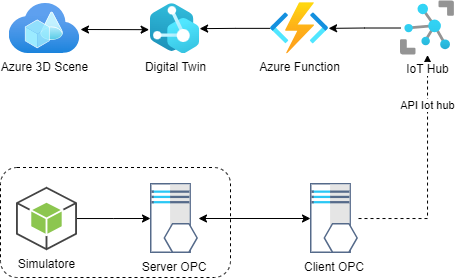 Azure 3D Scene
Digital Twin
Azure Function
IoT Hub
API Iot hub
Simulatore
Server OPC
Client OPC